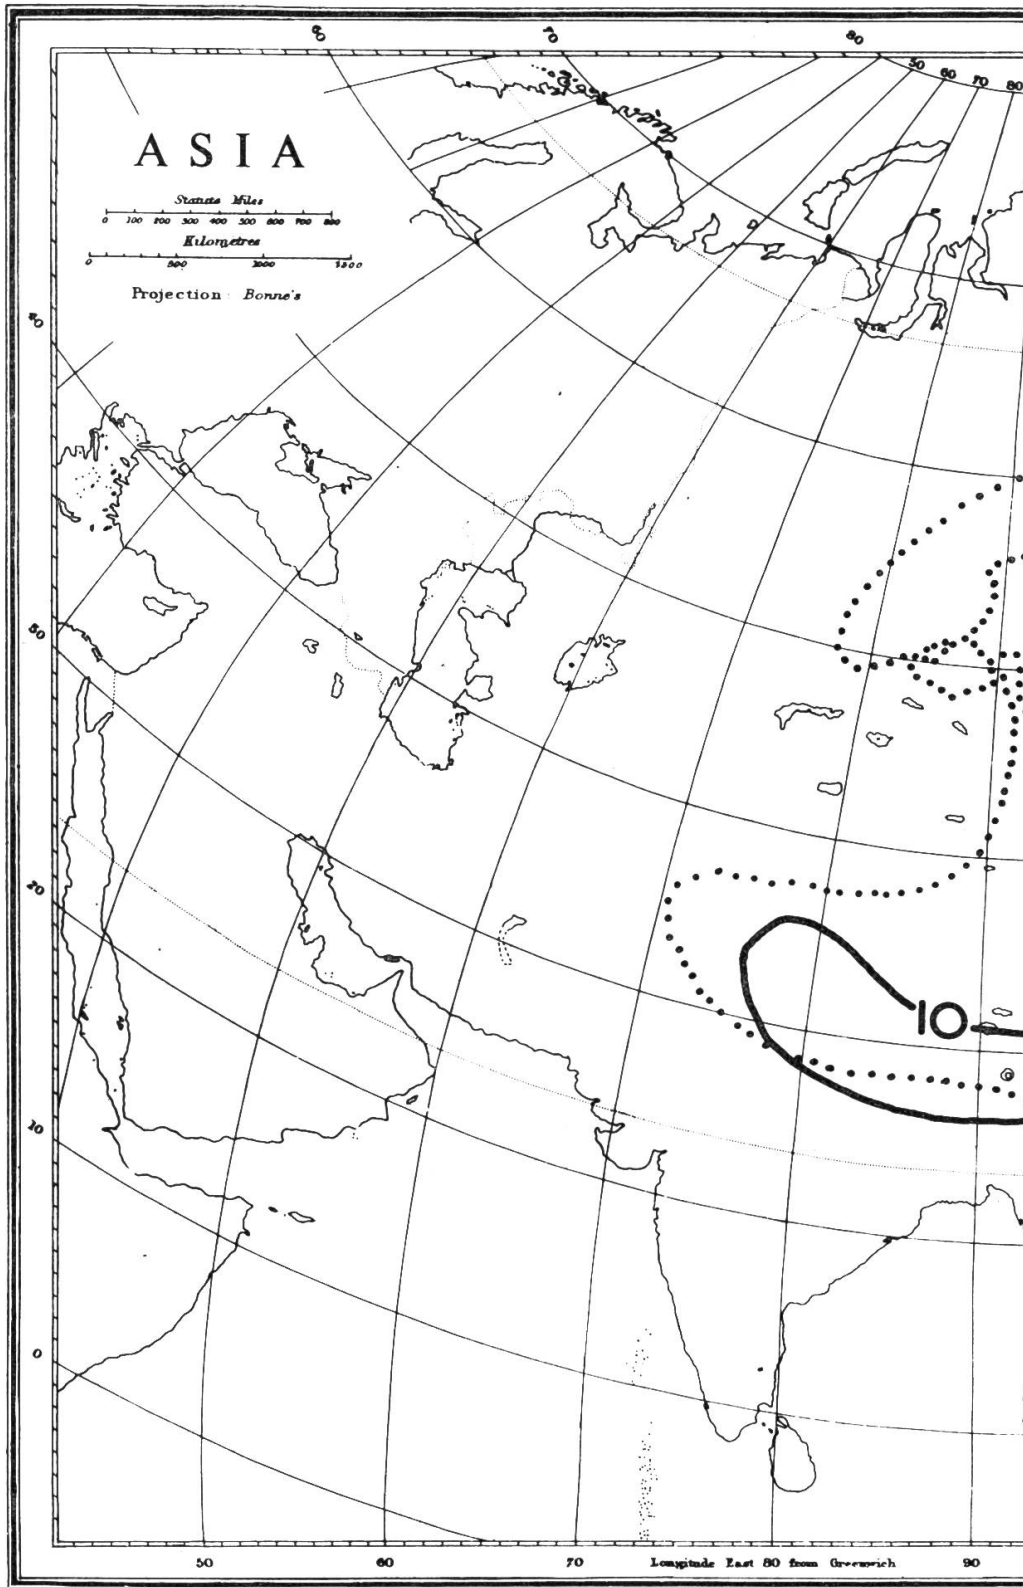 60 70 80
50 60 70 80
ASIA
Statute Miles
0 100 200 300 400 500 600 700 800
Kilometres
0 500 1000 1500
Projection Bonne's
40
30
20
10
10
0
50 60 70 Longitude East 80 from Greenwich 90